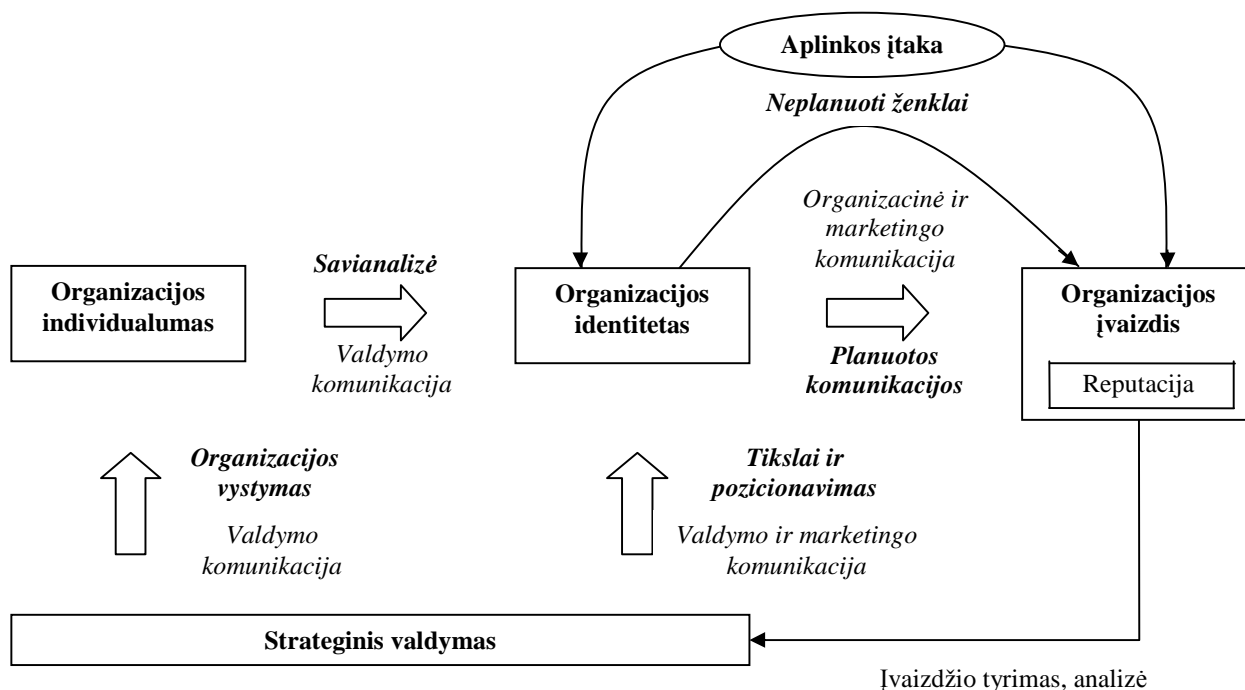 Aplinkos įtaka
Neplanuoti ženklai
Organizacinė ir
marketingo
komunikacija
Organizacijos
individualumas
Savianalizė
Valdymo
komunikacija
Organizacijos
identitetas
Planuotos
komunikacijos
Organizacijos
įvaizdis
Reputacija
Organizacijos
vystymas
Valdymo
komunikacija
Tikslai ir
pozicionavimas
Valdymo ir marketingo
komunikacija
Strateginis valdymas
Įvaizdžio tyrimas, analizė